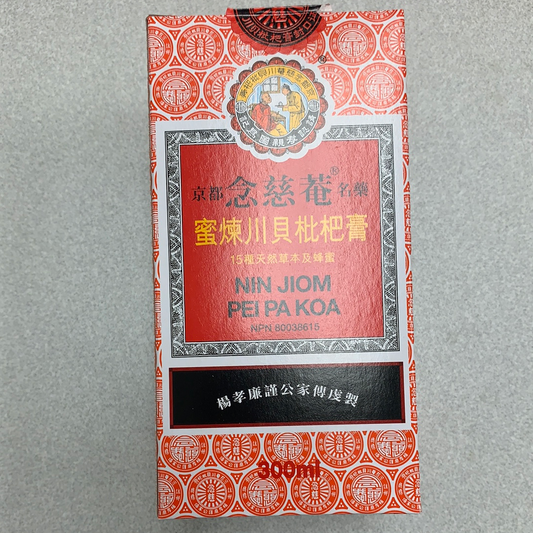 京都念慈菴®名藥
蜜煉川貝枇杷膏
15種天然草本及蜂蜜
NIN JIOM
PEI PA KOA
NPN 80038615
楊孝廉謹公家傳虔製
300ml